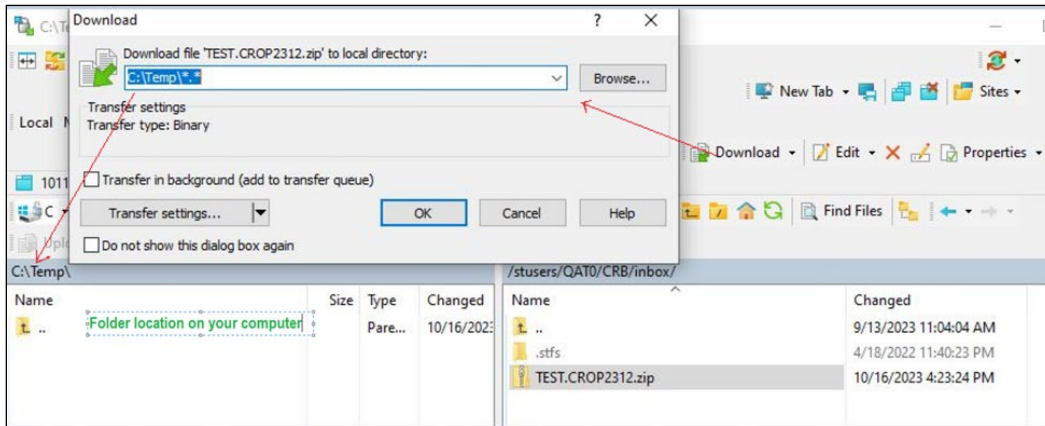 C:\Te
Download
?
Download file 'TEST.CROP2312.zip' to local directory:
C:\Temp\*.*
Browse...
Transfer settings
Transfer type: Binary
New Tab
Sites
Local
Download
Edit
Properties
1011
Transfer in background (add to transfer queue)
C
Transfer settings...
OK
Cancel
Help
Find Files
Uplo
Do not show this dialog box again
C:\Temp\
/stusers/QAT0/CRB/inbox/
Name Size Type Changed
Name Changed
.. Pare... 10/16/2023
Folder location on your computer
.. 9/13/2023 11:04:04 AM
.stfs 4/18/2022 11:40:23 PM
TEST.CROP2312.zip 10/16/2023 4:23:24 PM